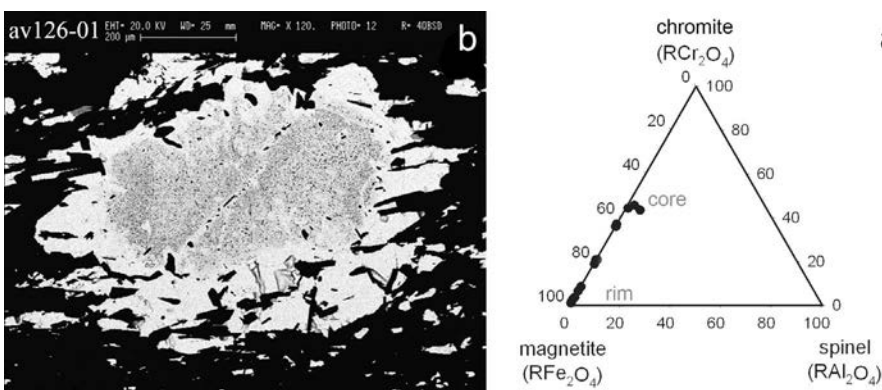 av126-01
EHT= 20.0 KV WD= 25 mm MAG= X 120. PHOTO= 12 R= 4QBSD
200 µm
b
chromite
(RCr2O4)
0 100
20 80
40 60
60 core 40
80 20
100 rim 0
0 20 40 60 80 100
magnetite spinel
(RFe2O4) (RAl2O4)